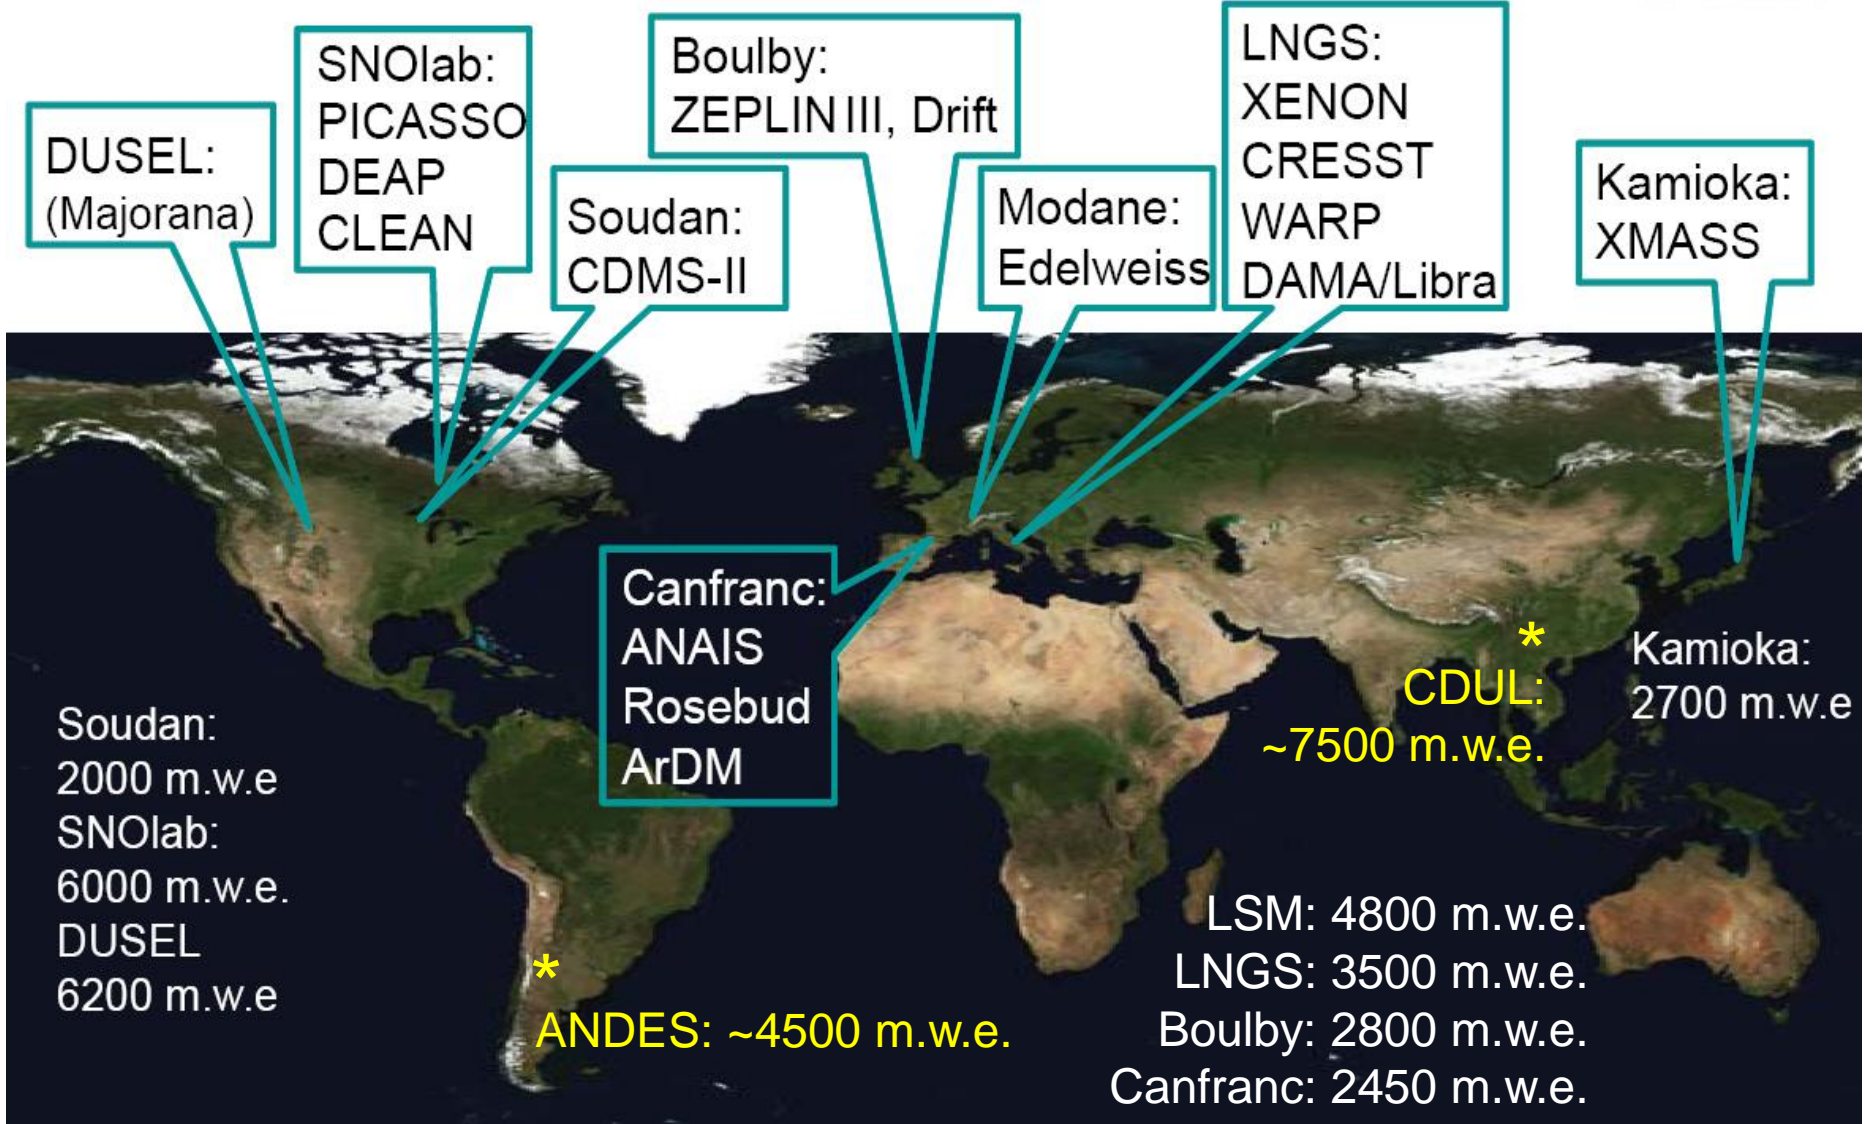 DUSEL:
(Majorana)
SNOlab:
PICASSO
DEAP
CLEAN
Soudan:
CDMS-II
Boulby:
ZEPLIN III, Drift
Modane:
Edelweiss
LNGS:
XENON
CRESST
WARP
DAMA/Libra
Kamioka:
XMASS
Canfranc:
ANAIS
Rosebud
ArDM
*
CDUL:
~7500 m.w.e.
Kamioka:
2700 m.w.e
Soudan:
2000 m.w.e
SNOlab:
6000 m.w.e.
DUSEL
6200 m.w.e
*
ANDES: ~4500 m.w.e.
LSM: 4800 m.w.e.
LNGS: 3500 m.w.e.
Boulby: 2800 m.w.e.
Canfranc: 2450 m.w.e.